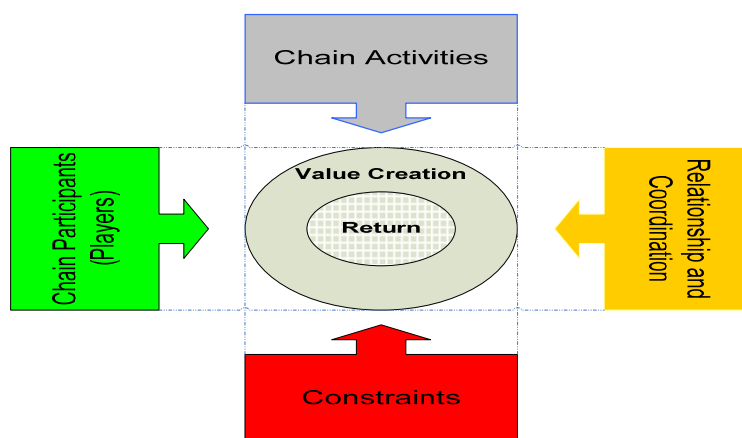 Chain Activities
Chain Participants
(Players)
Value Creation
Return
Relationship and
Coordination
Constraints